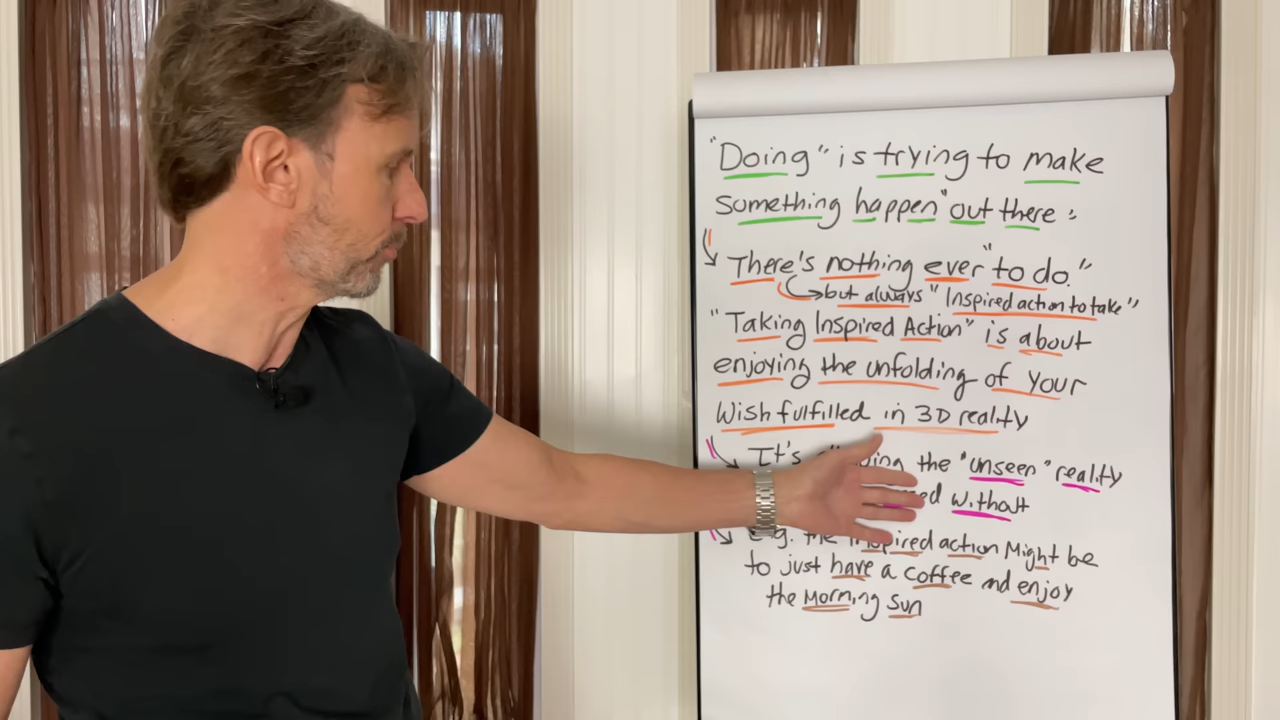 "Doing" is trying to make
something happen "out there"
There's nothing ever "to do."
but always "Inspired action to take"
"Taking Inspired Action" is about
enjoying the unfolding of your
Wish fulfilled in 3D reality
It's the "unseen" reality
without
e.g. the inspired action Might be
to just have a coffee and enjoy
the Morning Sun